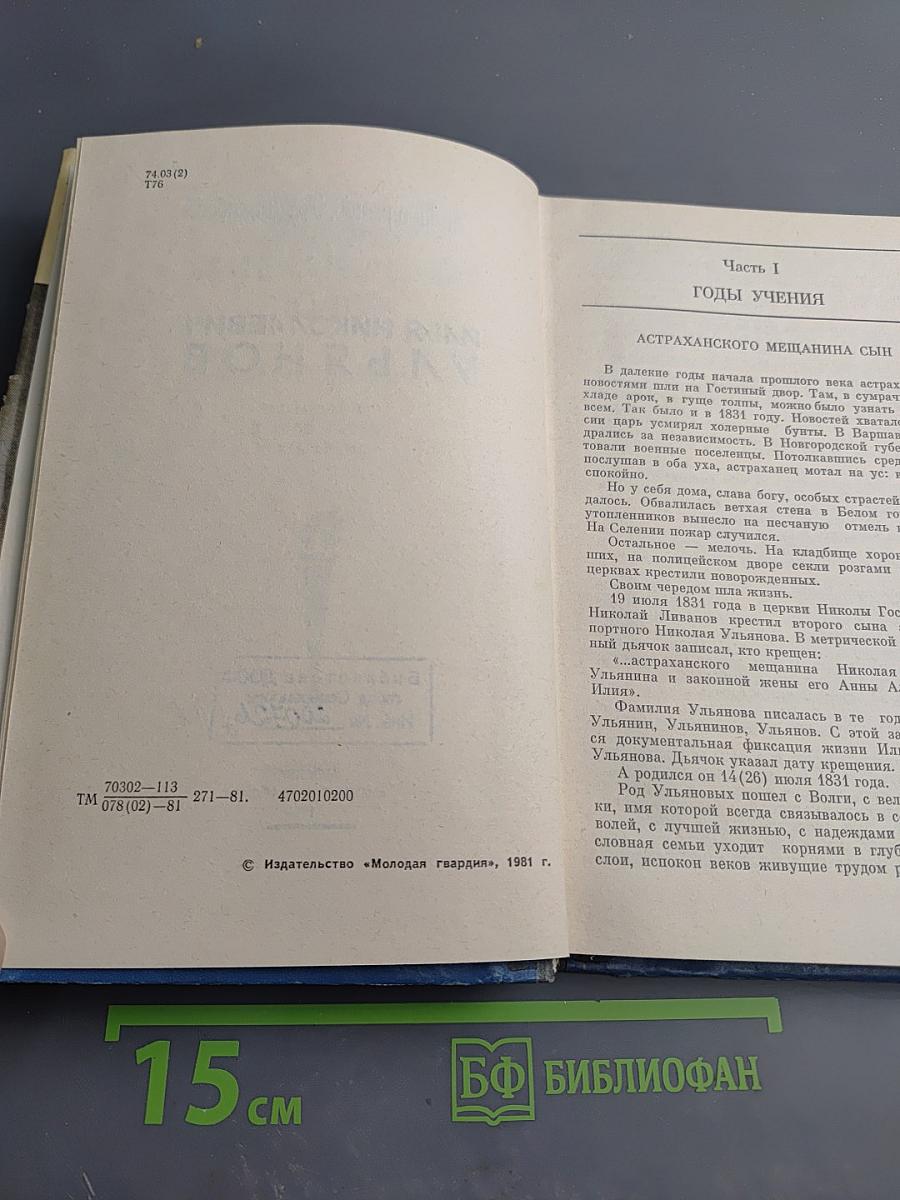 74.03(2)
Т76
ИЛЬЯ НИКОЛАЕВИЧ
УЛЬЯНОВ
Библиотека
ТМ 70302—113 271—81. 4702010200
078(02)—81
© Издательство «Молодая гвардия», 1981 г.
Часть I
ГОДЫ УЧЕНИЯ
АСТРАХАНСКОГО МЕЩАНИНА СЫН
В далекие годы начала прошлого века астрах
новостями шли на Гостиный двор. Там, в сумрач
хладе арок, в гуще толпы, можно было узнать
всем. Так было и в 1831 году. Новостей хватал
сии царь усмирял холерные бунты. В Варшав
дрались за независимость. В Новгородской губе
товали военные поселенцы. Потолкавшись сред
послушав в оба уха, астраханец мотал на ус:
спокойно.
Но у себя дома, слава богу, особых страстей
далось. Обвалилась ветхая стена в Белом го
утопленников вынесло на песчаную отмель
На Селении пожар случился.
Остальное — мелочь. На кладбище хорон
ших, на полицейском дворе секли розгами
церквах крестили новорожденных.
Своим чередом шла жизнь.
19 июля 1831 года в церкви Николы Гос
Николай Ливанов крестил второго сына
портного Николая Ульянова. В метрической
ный дьячок записал, кто крещен:
«...астраханского мещанина Николая
Ульянина и законной жены его Анны Ал
Илия».
Фамилия Ульянова писалась в те год
Ульянин, Ульянинов, Ульянов. С этой за
ся документальная фиксация жизни Иль
Ульянова. Дьячок указал дату крещения.
А родился он 14(26) июля 1831 года.
Род Ульяновых пошел с Волги, с вел
ки, имя которой всегда связывалось в с
волей, с лучшей жизнью, с надеждами
словная семьи уходит корнями в глуб
слои, испокон веков живущие трудом р
15 см
БФ БИБЛИОФАН